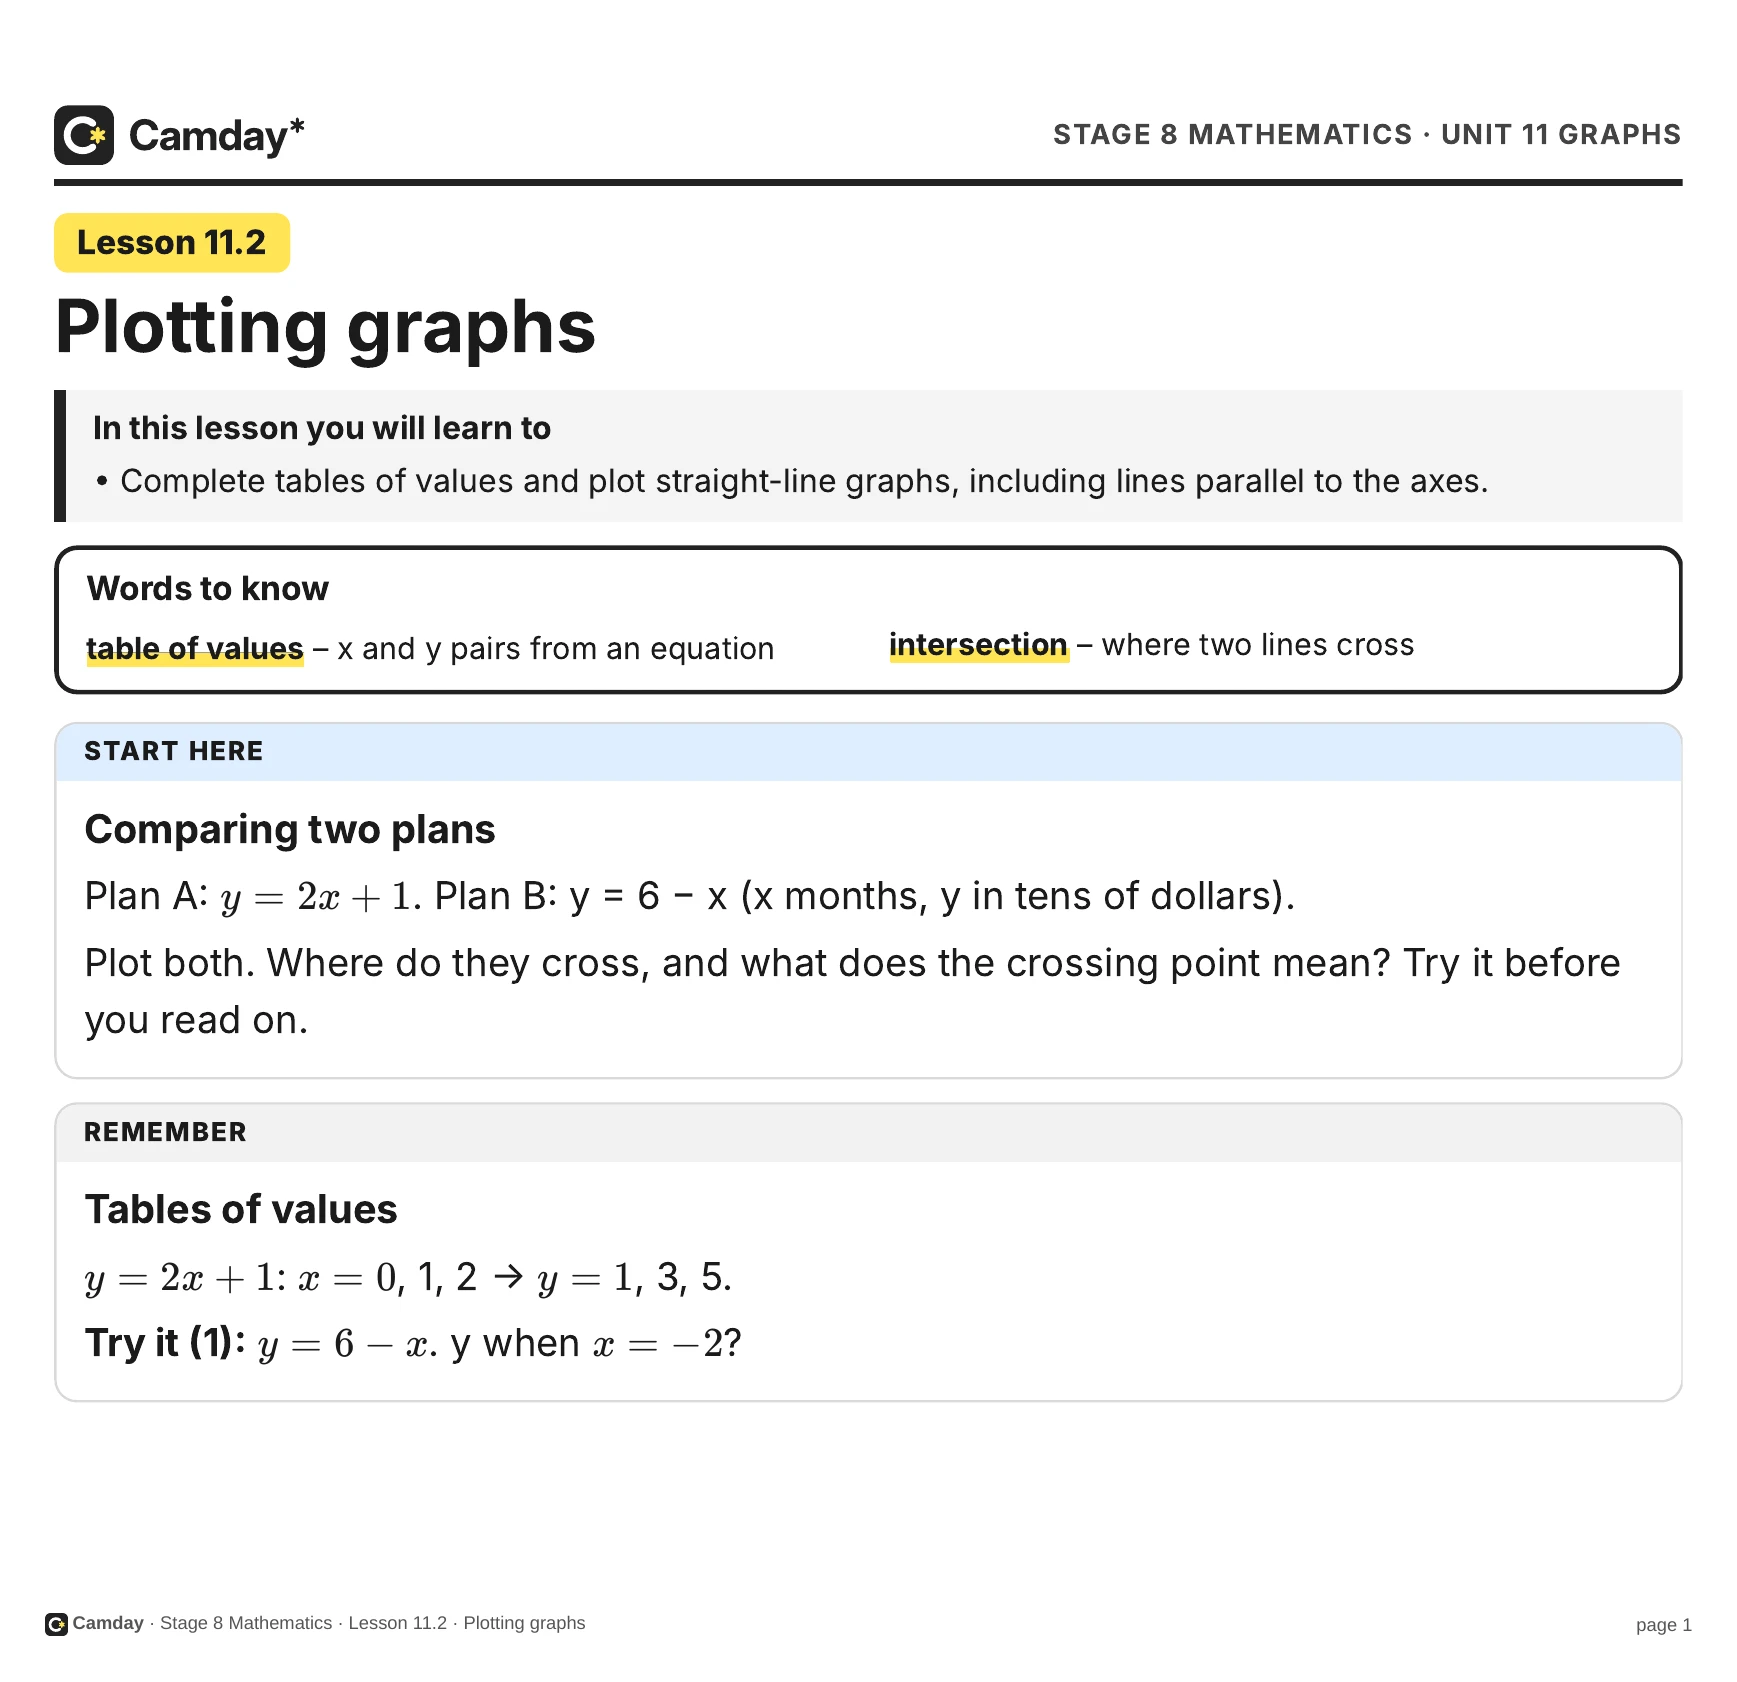 Camday*
STAGE 8 MATHEMATICS · UNIT 11 GRAPHS
Lesson 11.2
Plotting graphs
In this lesson you will learn to
• Complete tables of values and plot straight-line graphs, including lines parallel to the axes.
Words to know
table of values – x and y pairs from an equation
intersection – where two lines cross
START HERE
Comparing two plans
Plan A: y = 2x + 1. Plan B: y = 6 − x (x months, y in tens of dollars).
Plot both. Where do they cross, and what does the crossing point mean? Try it before
you read on.
REMEMBER
Tables of values
y = 2x + 1: x = 0, 1, 2 → y = 1, 3, 5.
Try it (1): y = 6 − x. y when x = −2?
Camday · Stage 8 Mathematics · Lesson 11.2 · Plotting graphs
page 1